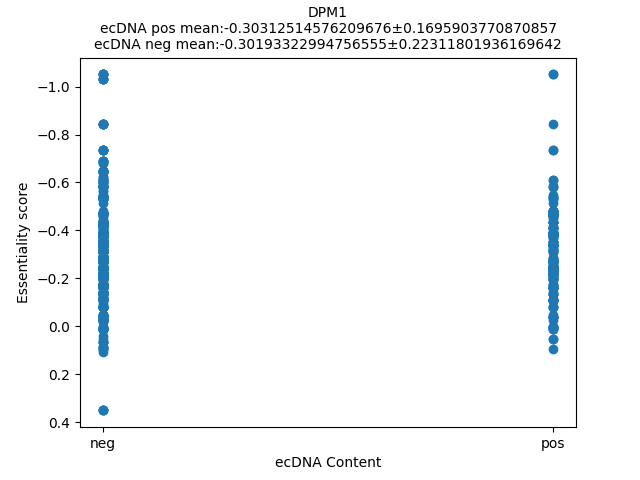 DPM1
ecDNA pos mean:-0.30312514576209676±0.1695903770870857
ecDNA neg mean:-0.30193322994756555±0.22311801936169642
−1.0
−0.8
−0.6
−0.4
−0.2
0.0
0.2
0.4
Essentiality score
neg
pos
ecDNA Content